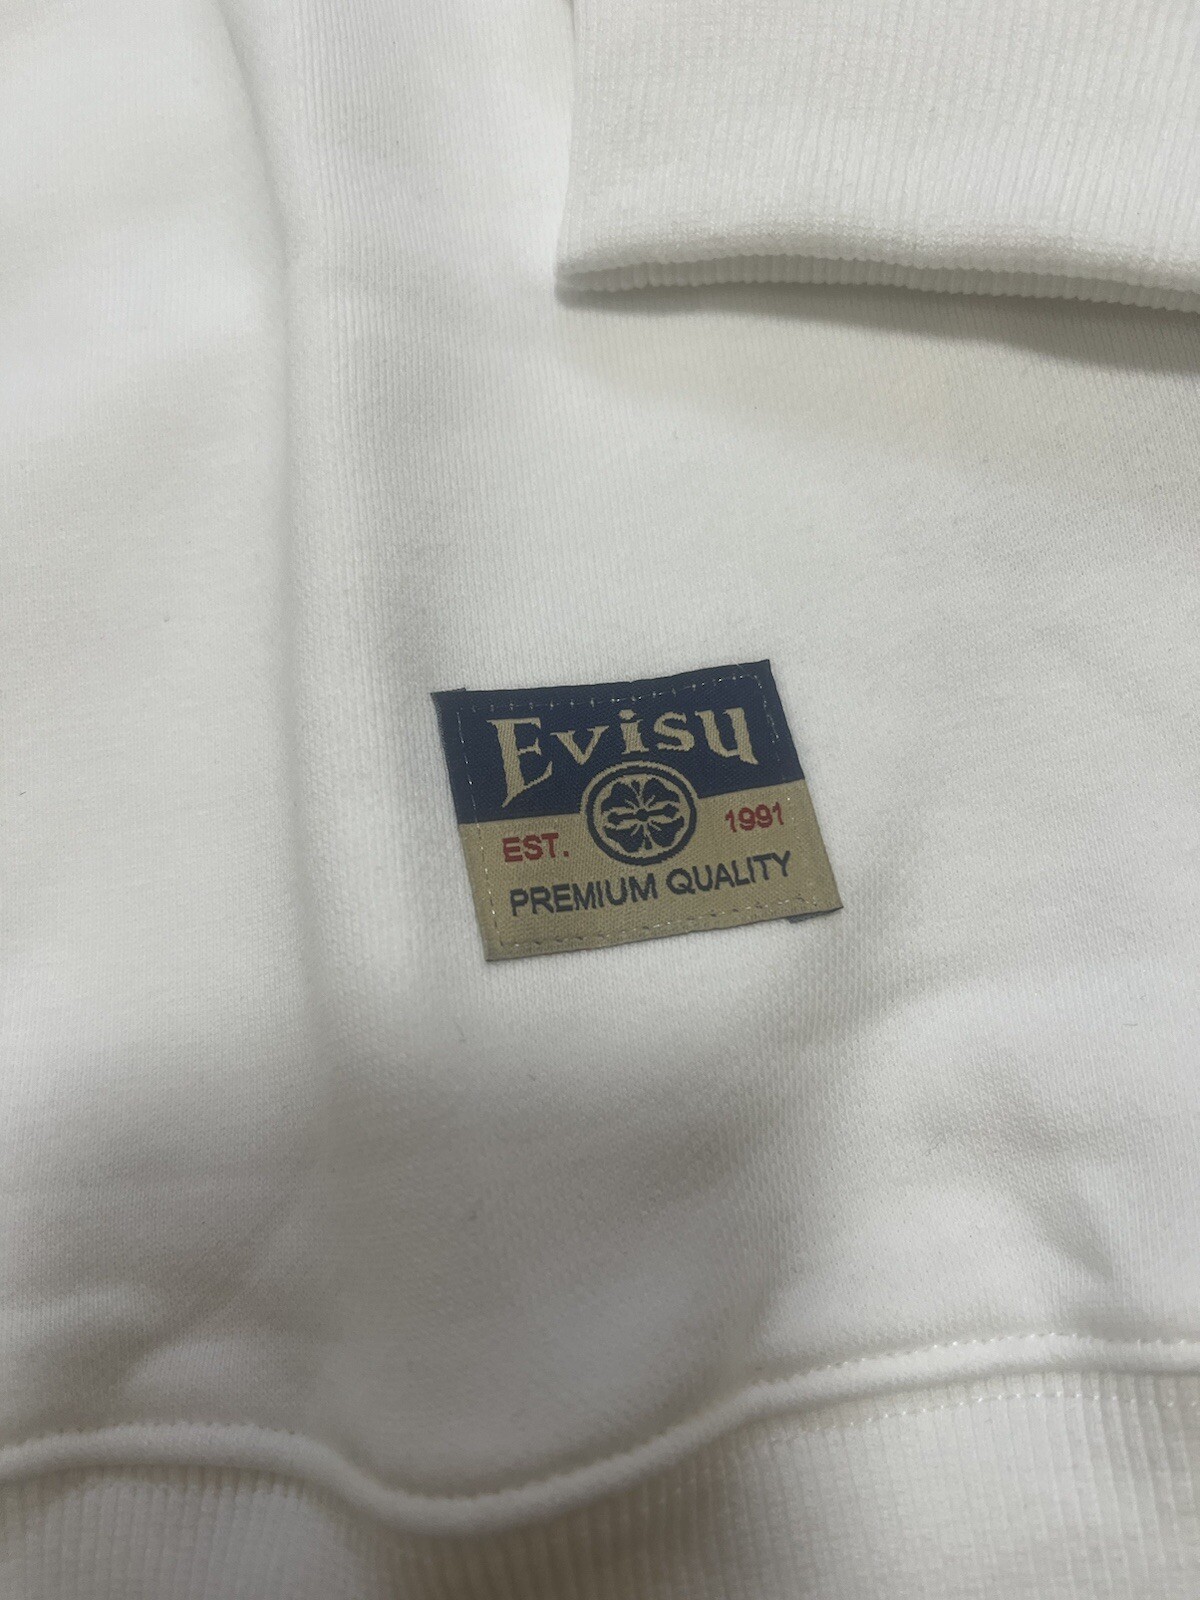 Evisu
EST. 1991
PREMIUM QUALITY